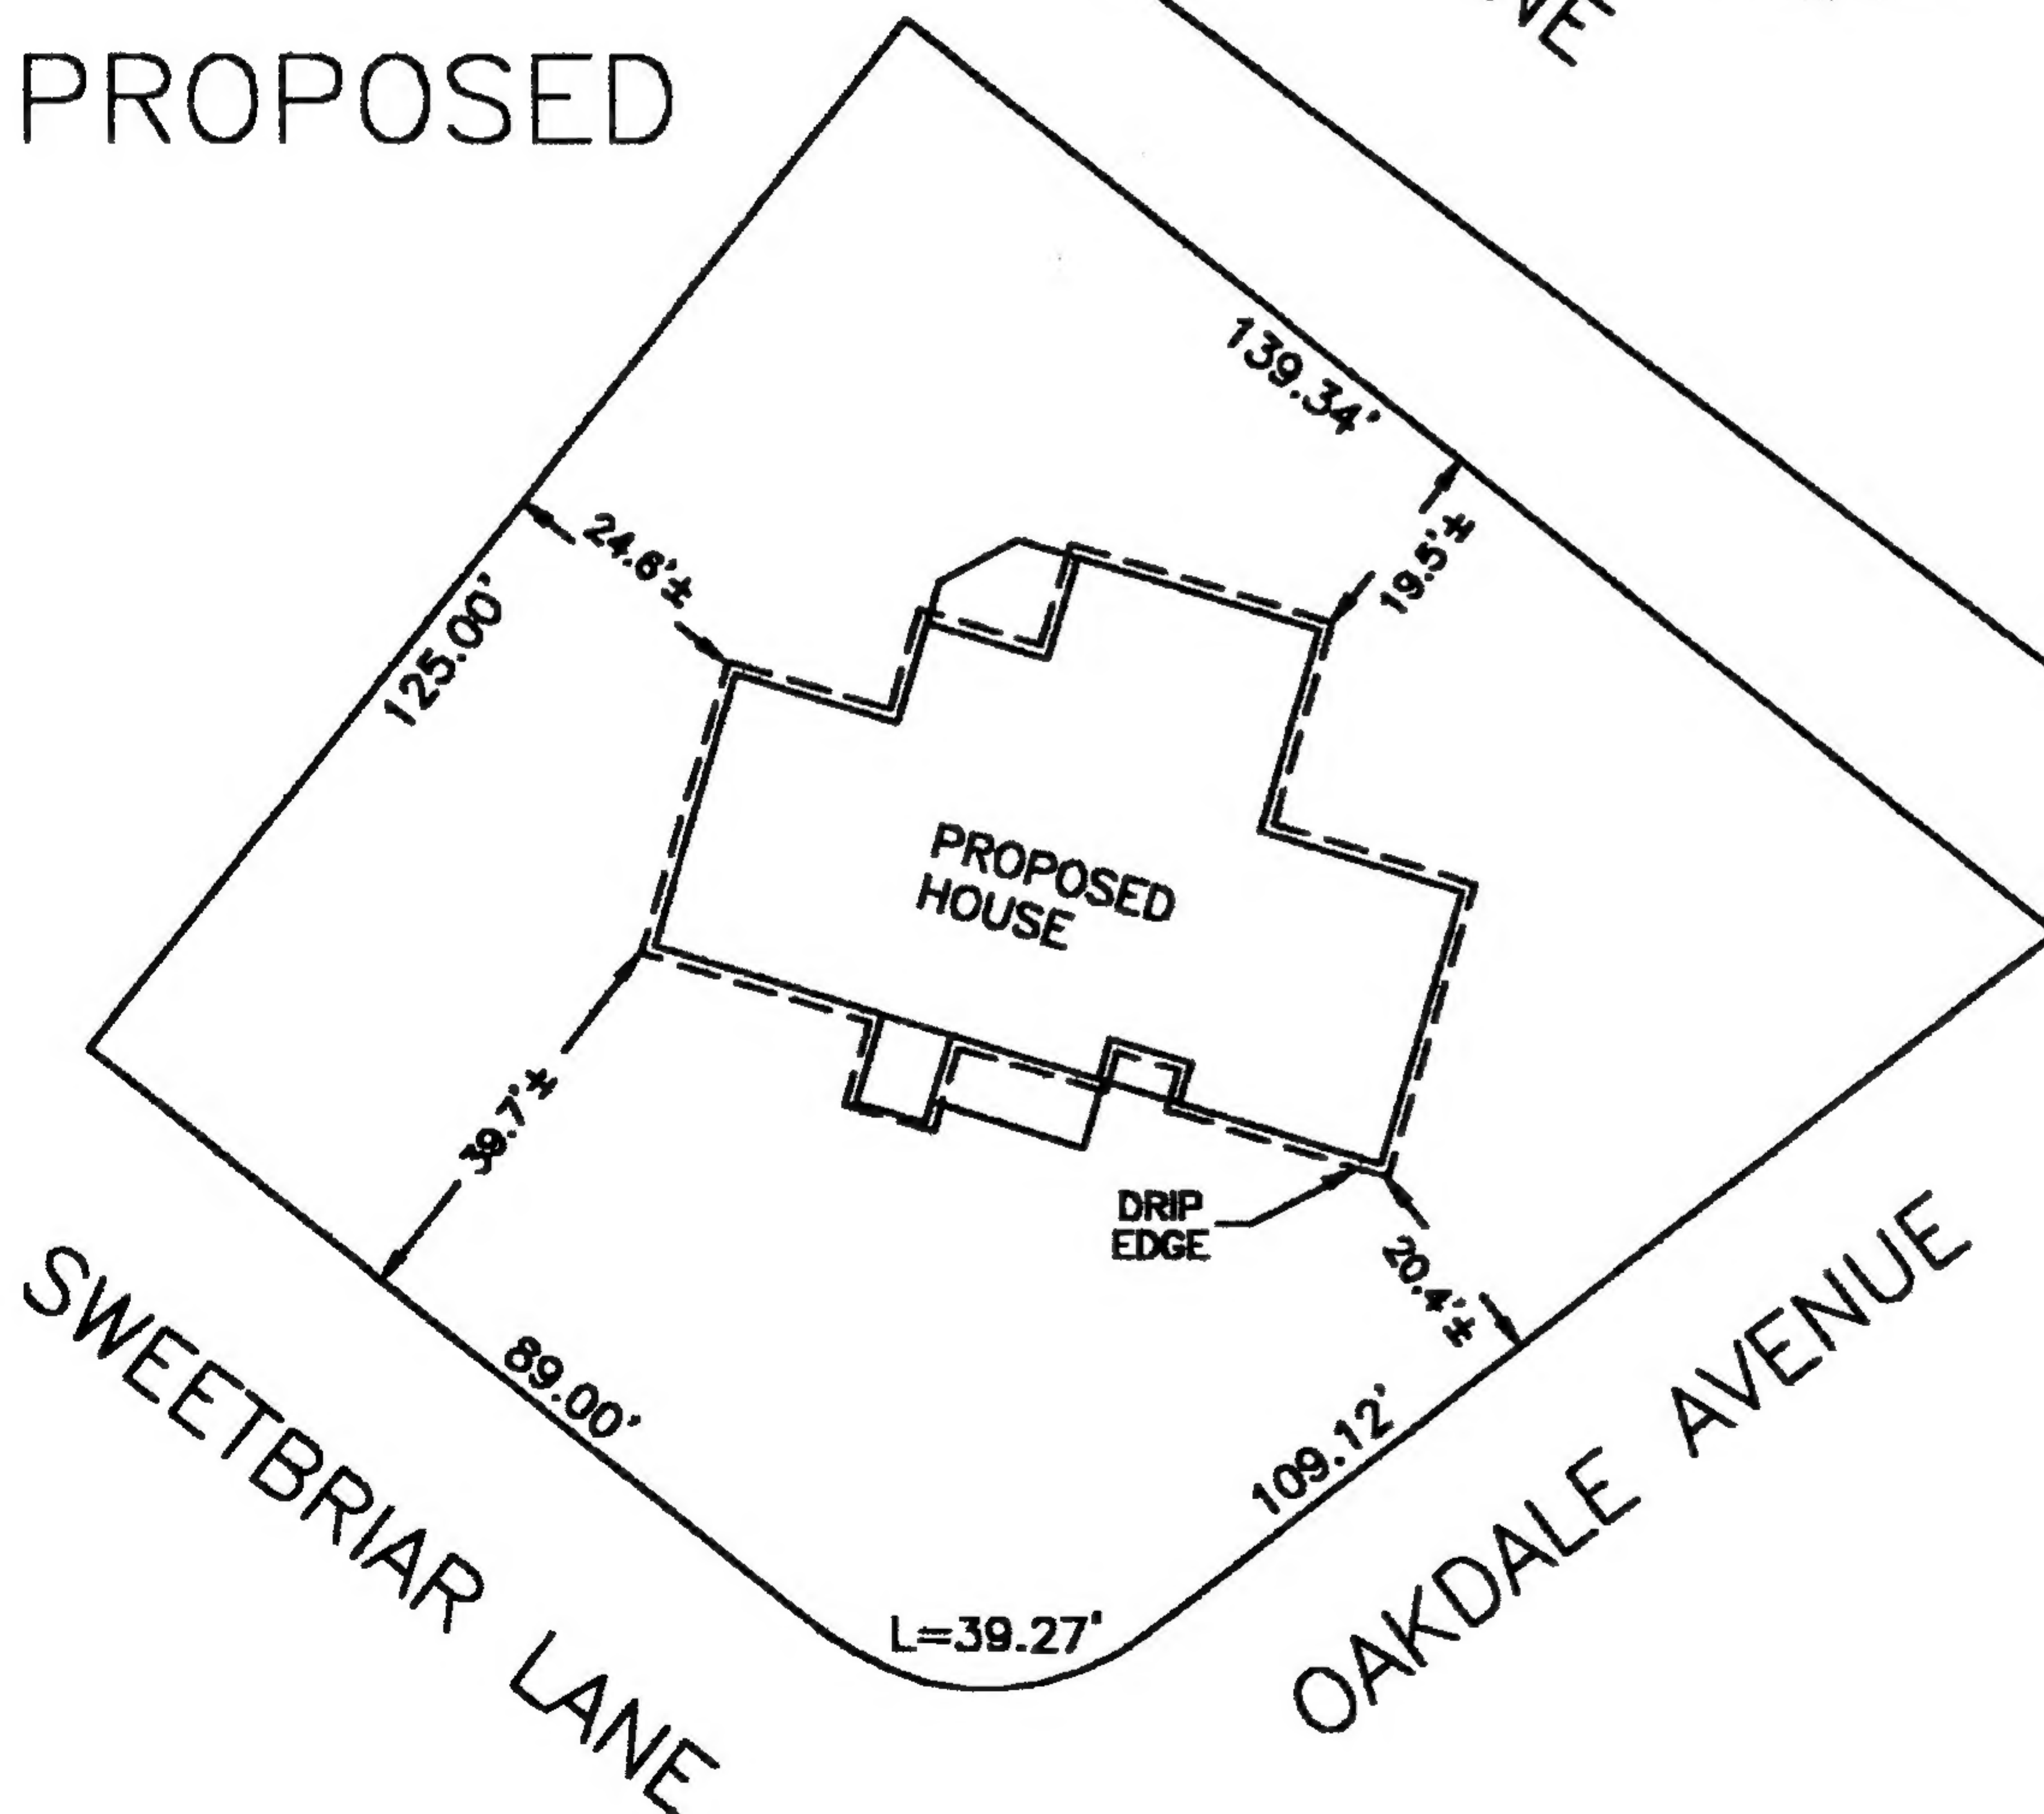 PROPOSED
NE
139.34'
24.6'±
19.5'±
125.00'
PROPOSED
HOUSE
39.7'±
DRIP
EDGE
20.4'±
89.00'
109.12'
L=39.27'
SWEETBRIAR LANE
OAKDALE AVENUE